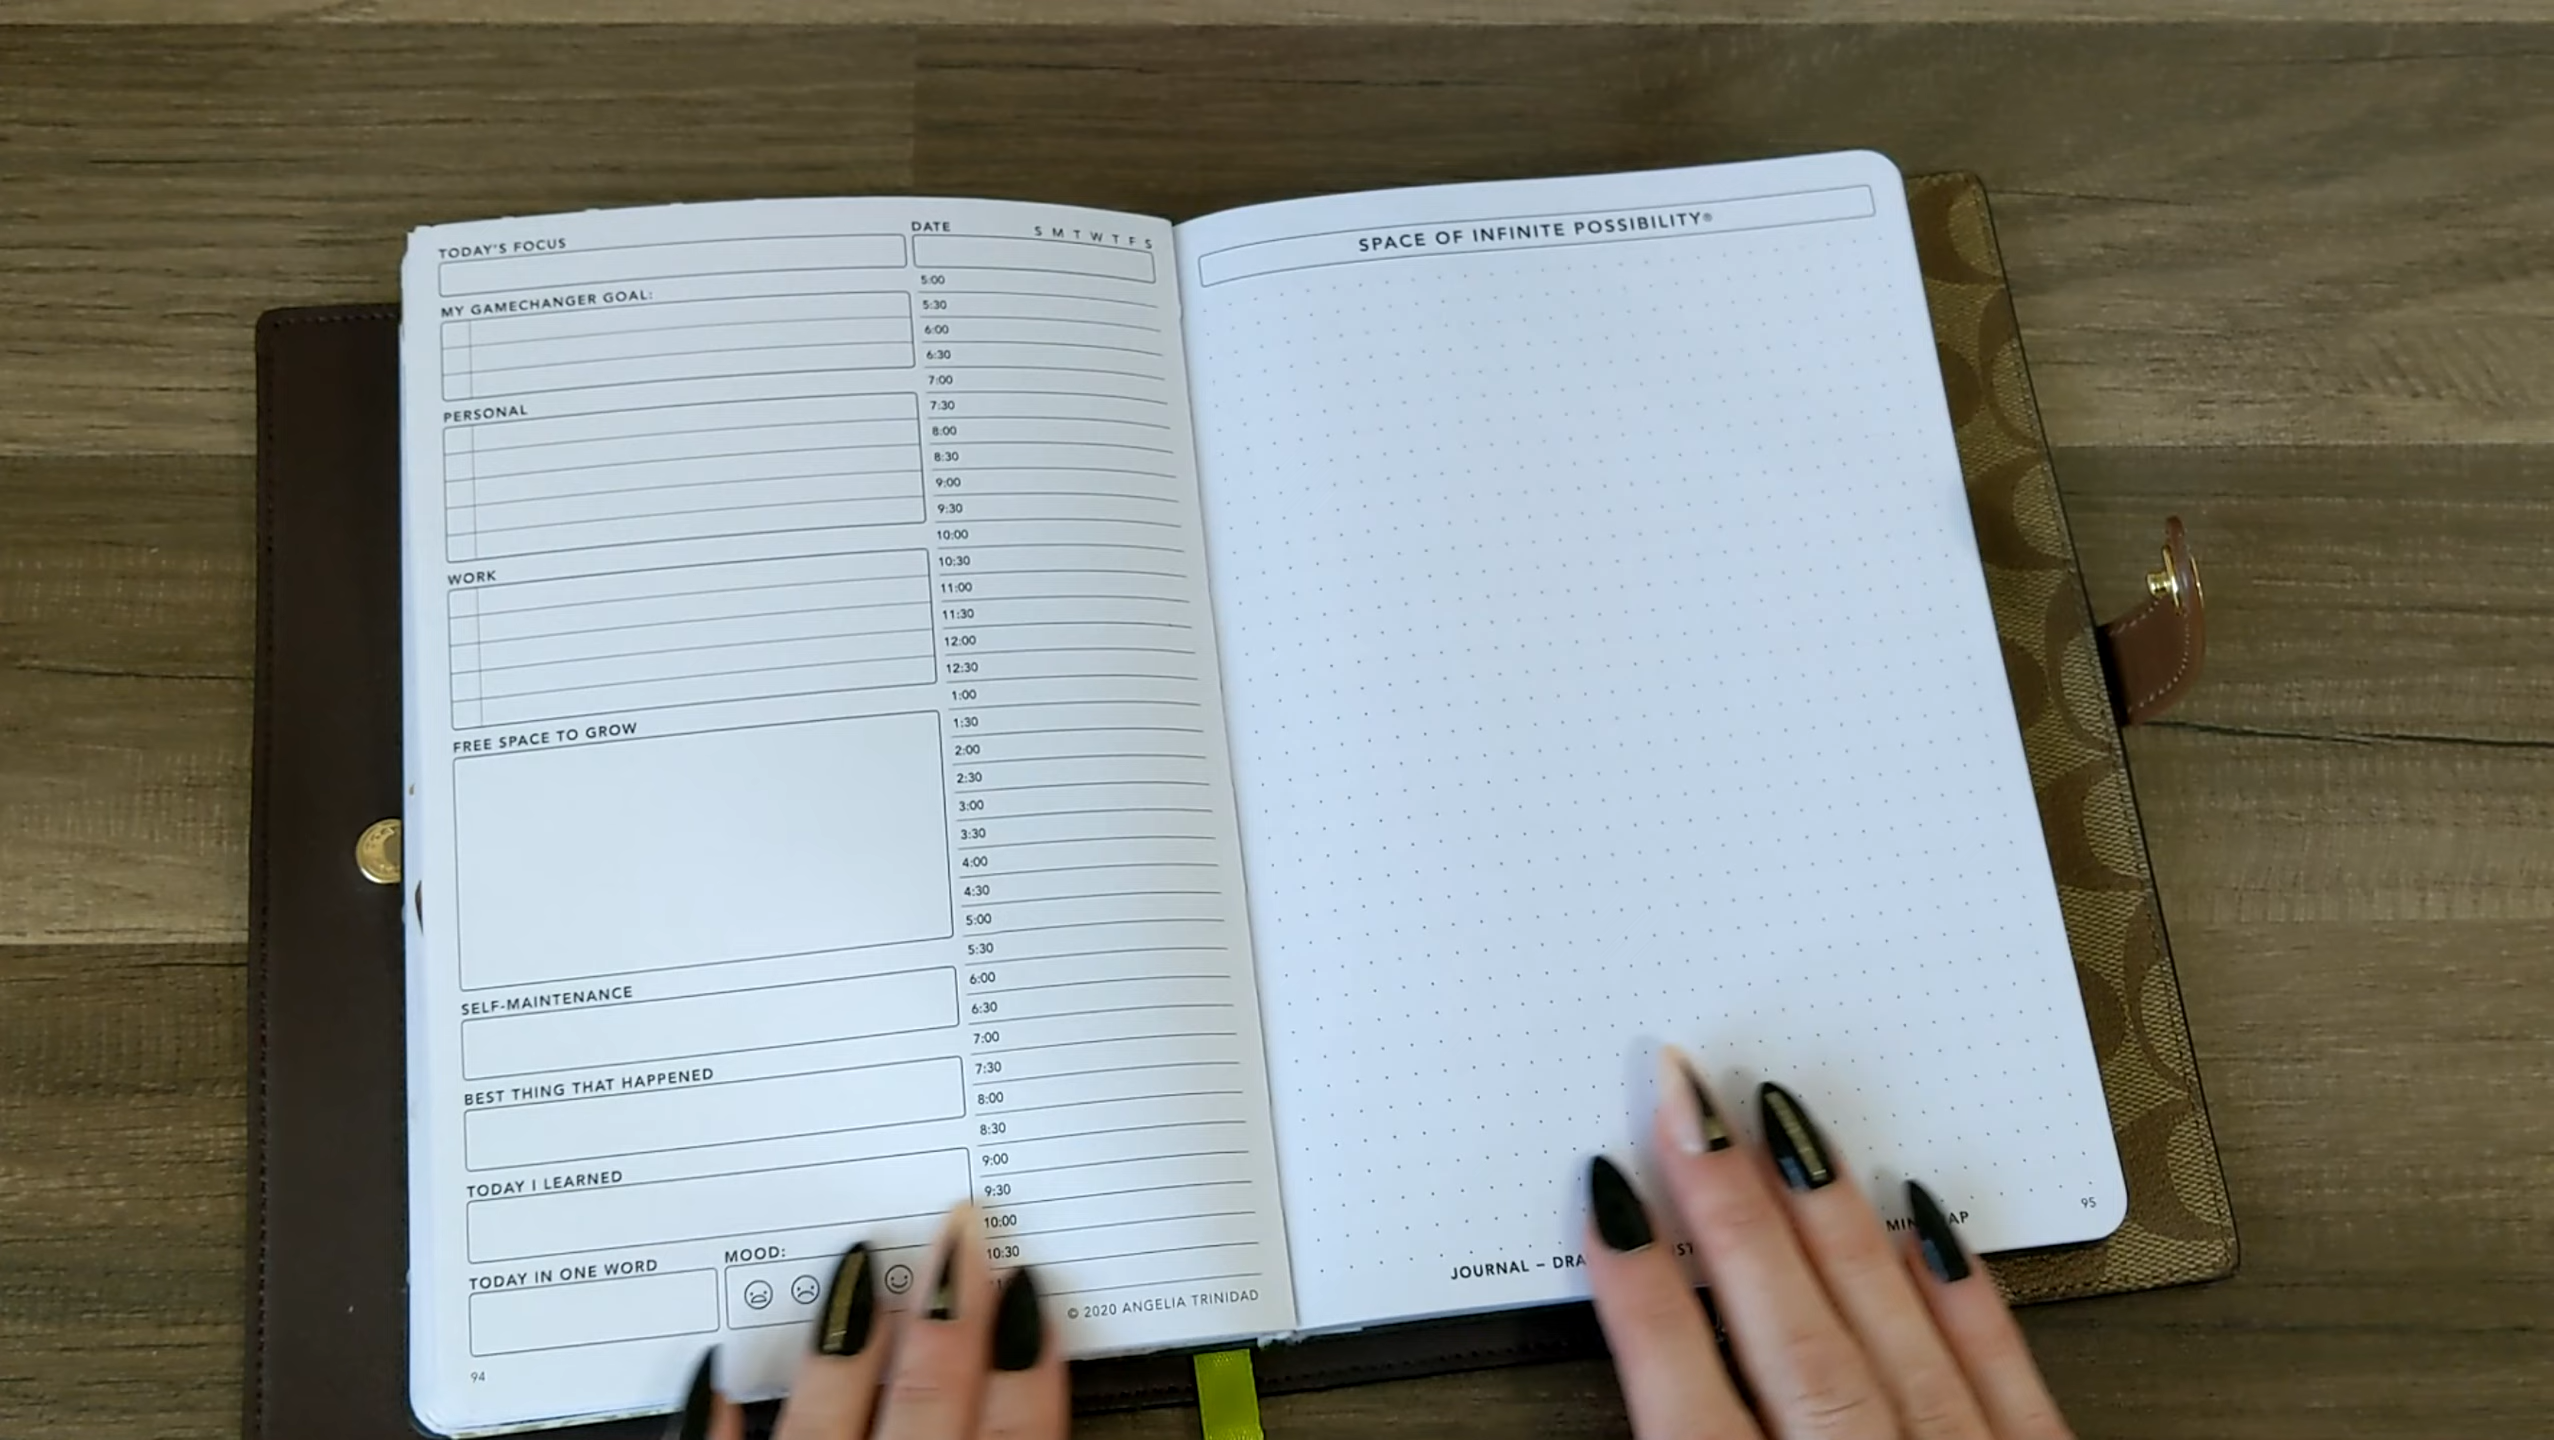 TODAY'S FOCUS
DATE
S M T W T F S
MY GAMECHANGER GOAL:
PERSONAL
WORK
FREE SPACE TO GROW
SELF-MAINTENANCE
BEST THING THAT HAPPENED
TODAY I LEARNED
TODAY IN ONE WORD
MOOD:
94
5:00
5:30
6:00
6:30
7:00
7:30
8:00
8:30
9:00
9:30
10:00
10:30
11:00
11:30
12:00
12:30
1:00
1:30
2:00
2:30
3:00
3:30
4:00
4:30
5:00
5:30
6:00
6:30
7:00
7:30
8:00
8:30
9:00
9:30
10:00
10:30
© 2020 ANGELIA TRINIDAD
SPACE OF INFINITE POSSIBILITY®
JOURNAL –
95